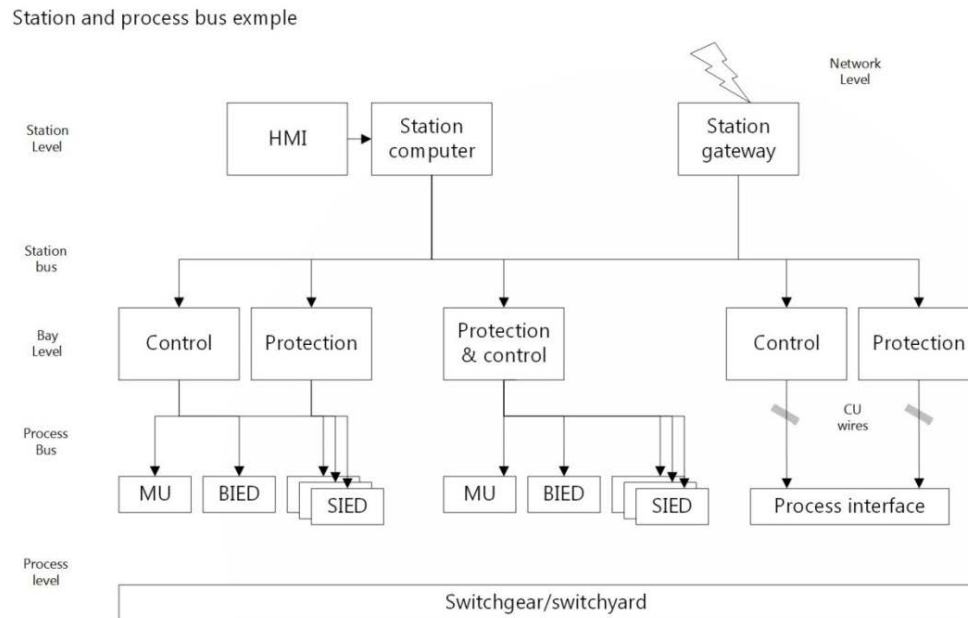 Station and process bus exmple
Network
Level
Station
Level
HMI
Station
computer
Station
gateway
Station
bus
Bay
Level
Control
Protection
Protection
& control
Control
Protection
Process
Bus
CU
wires
MU
BIED
SIED
MU
BIED
SIED
Process interface
Process
level
Switchgear/switchyard